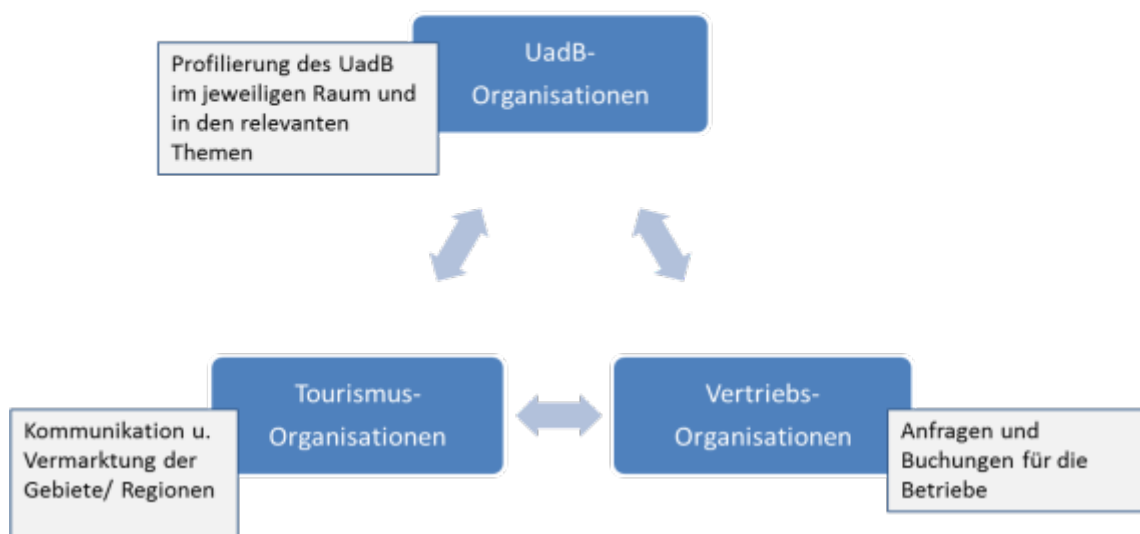 UadB-
Organisationen
Profilierung des UadB
im jeweiligen Raum und
in den relevanten
Themen
Tourismus-
Organisationen
Kommunikation u.
Vermarktung der
Gebiete/ Regionen
Vertriebs-
Organisationen
Anfragen und
Buchungen für die
Betriebe